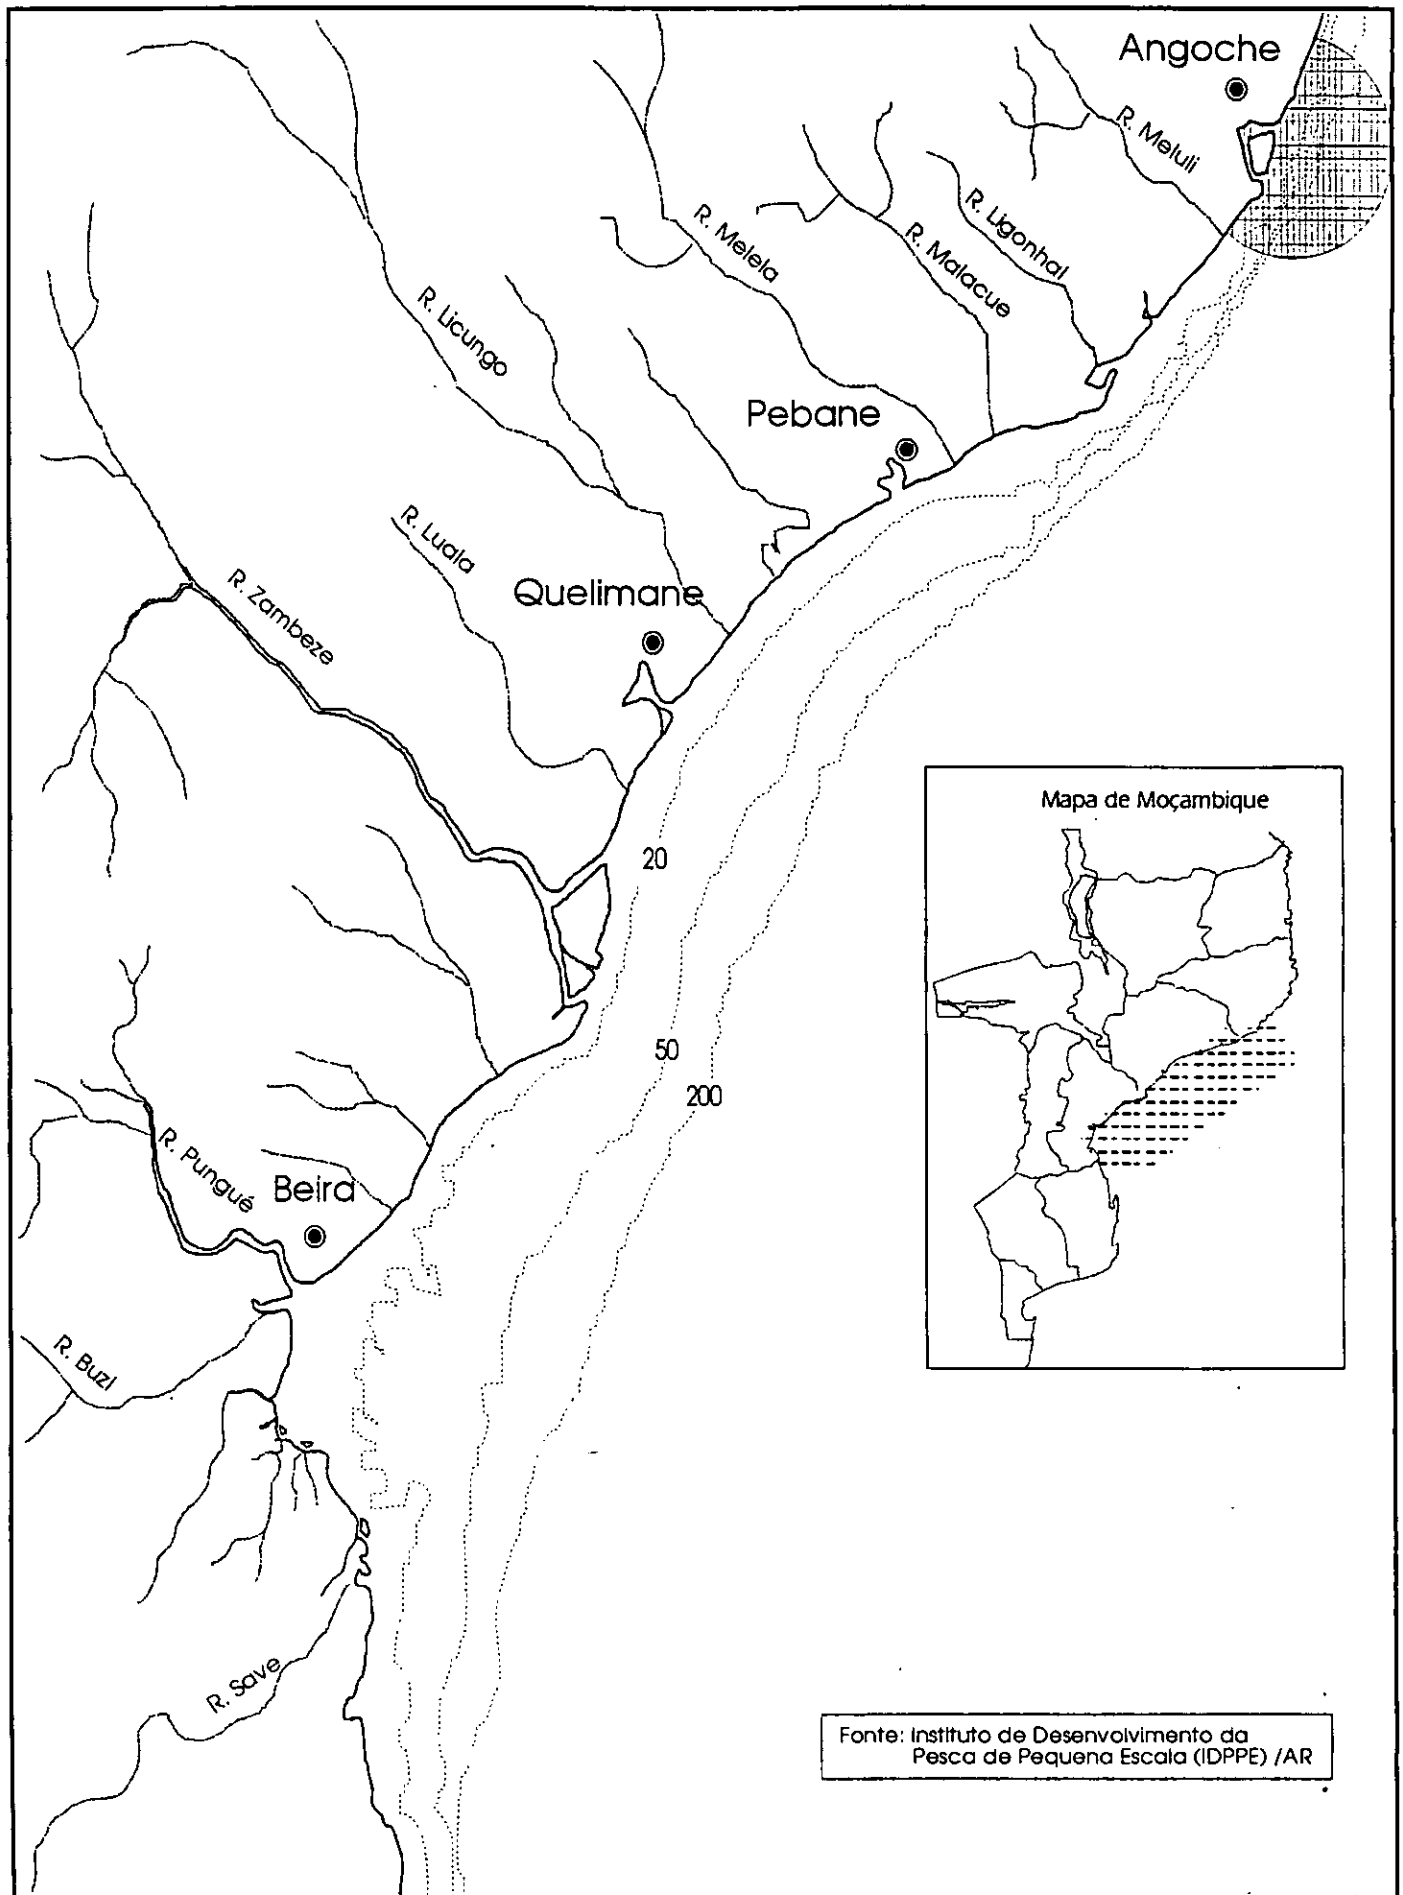 Angoche
R. Meluli
R. Ligonhal
R. Malacue
R. Melela
R. Licungo
Pebane
R. Luala
Quelimane
R. Zambeze
Mapa de Moçambique
20
50
200
R. Pungué
Beira
R. Buzi
R. Save
Fonte: Instituto de Desenvolvimento da
Pesca de Pequena Escala (IDPPE) /AR